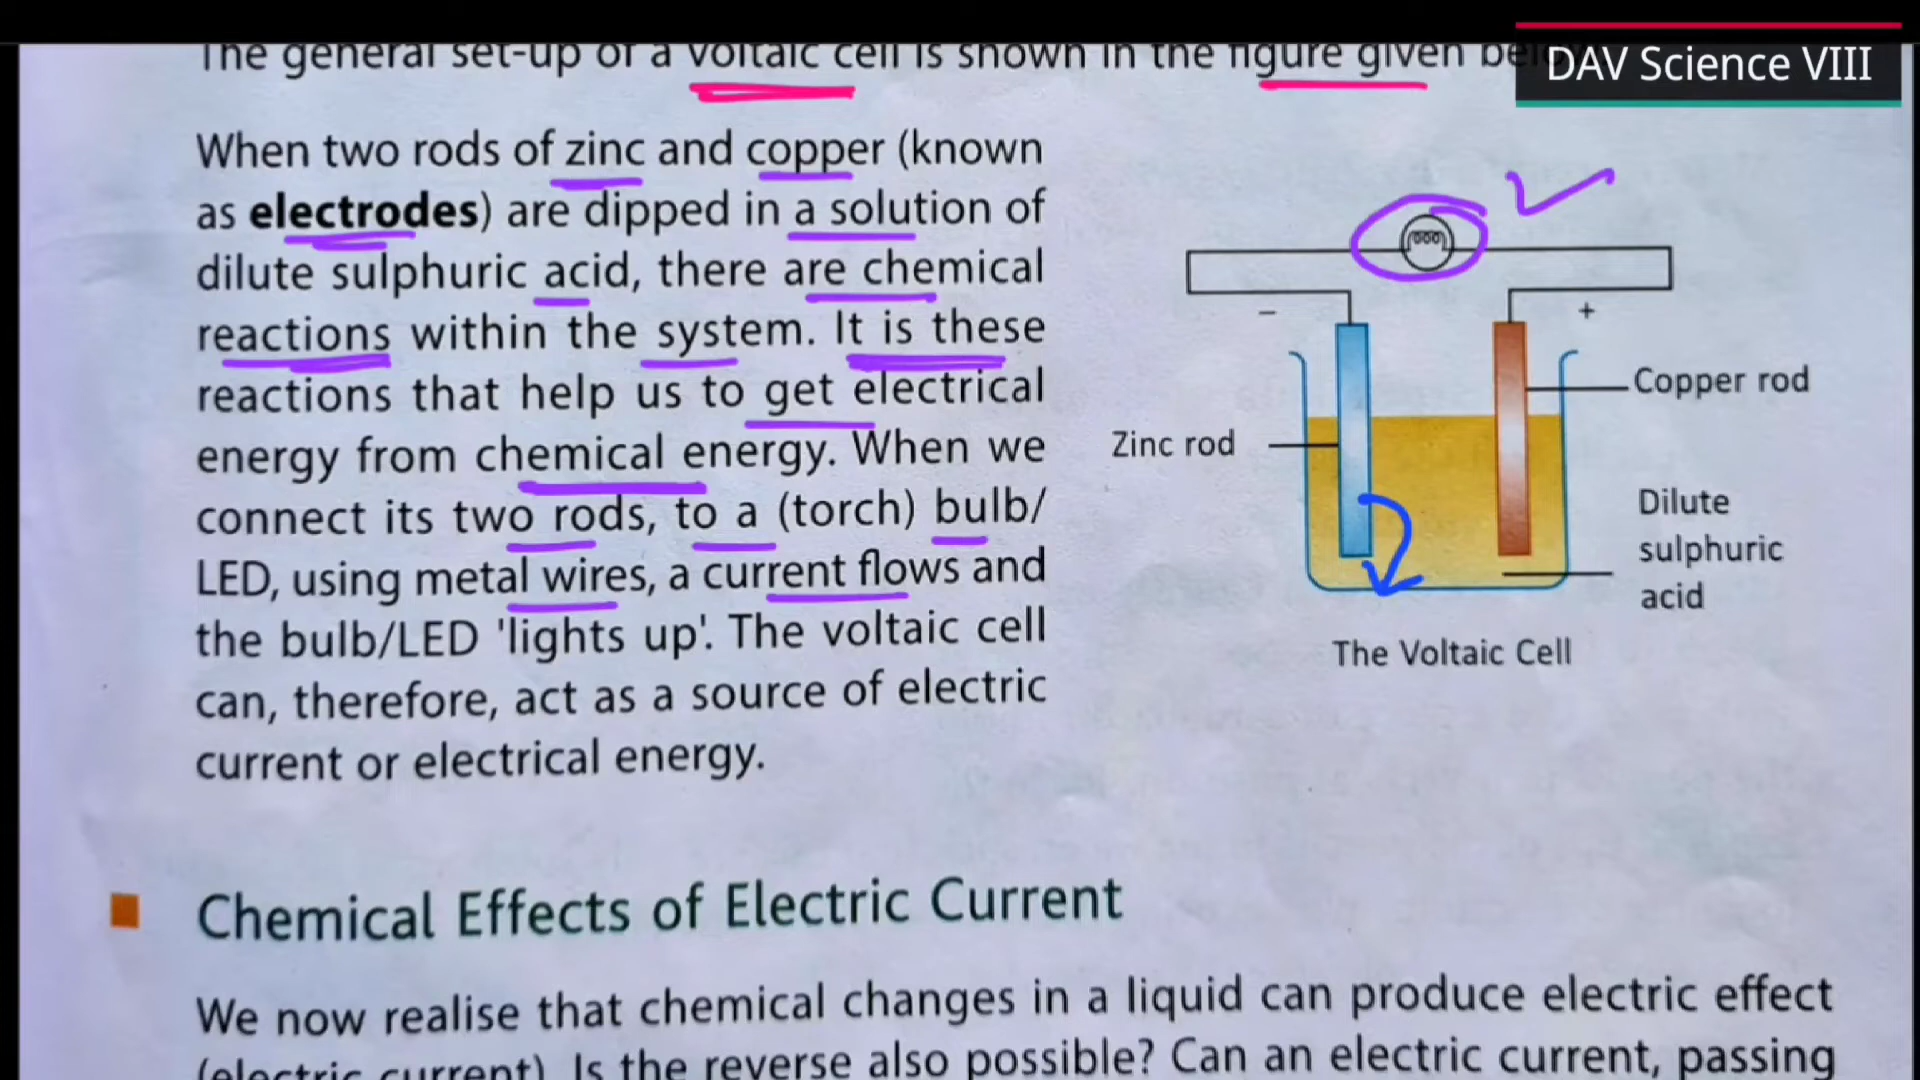 The general set-up of a voltaic cell is shown in the figure given
DAV Science VIII
When two rods of zinc and copper (known
as electrodes) are dipped in a solution of
dilute sulphuric acid, there are chemical
reactions within the system. It is these
reactions that help us to get electrical
energy from chemical energy. When we
connect its two rods, to a (torch) bulb/
LED, using metal wires, a current flows and
the bulb/LED 'lights up'. The voltaic cell
can, therefore, act as a source of electric
current or electrical energy.
− +
Copper rod
Zinc rod
Dilute
sulphuric
acid
The Voltaic Cell
Chemical Effects of Electric Current
We now realise that chemical changes in a liquid can produce electric effect
(electric current). Is the reverse also possible? Can an electric current, passing